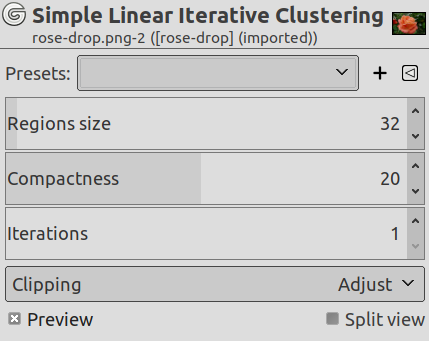 Simple Linear Iterative Clustering
rose-drop.png-2 ([rose-drop] (imported))
Presets:
Regions size 32
Compactness 20
Iterations 1
Clipping Adjust
Preview Split view